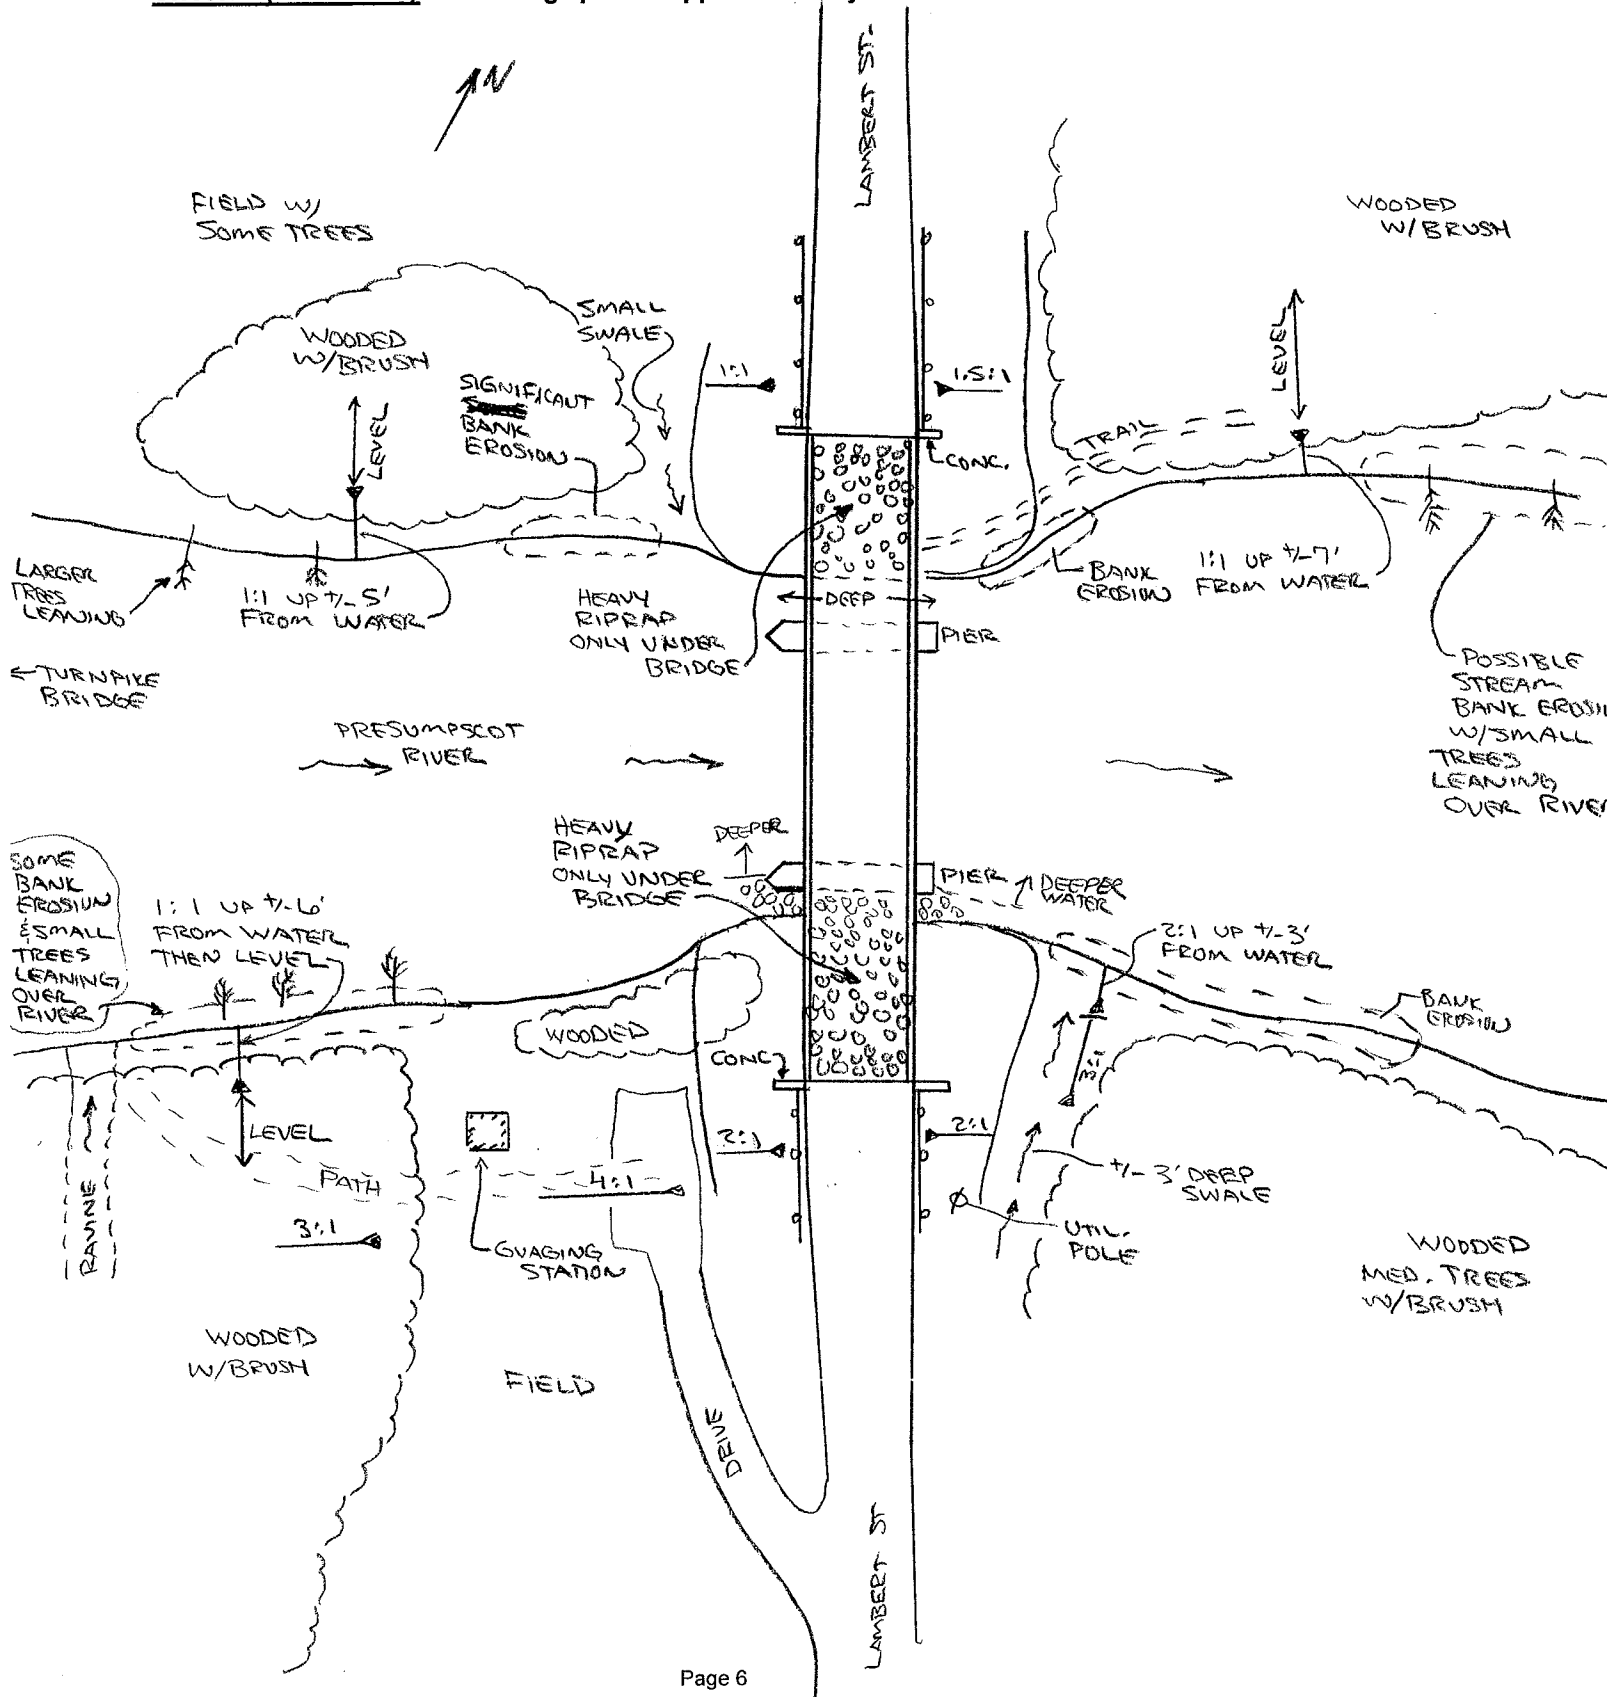 N
LAMBERT ST.
FIELD W/
SOME TREES
WOODED
W/BRUSH
SMALL
SWALE
WOODED
W/BRUSH
LEVEL
SIGNIFICANT
BANK
EROSION
1:1
1.5:1
LEVEL
TRAIL
CONC.
LARGER
TREES
LEANING
1:1 UP +/- 5'
FROM WATER
HEAVY
RIPRAP
ONLY UNDER
BRIDGE
DEEP
PIER
BANK
EROSION
1:1 UP +/-7'
FROM WATER
← TURNPIKE
BRIDGE
POSSIBLE
STREAM
BANK EROSI
W/SMALL
TREES
LEANING
OVER RIVER
PRESUMPSCOT
RIVER
HEAVY
RIPRAP
ONLY UNDER
BRIDGE
DEEPER
PIER
DEEPER
WATER
SOME
BANK
EROSIUN
& SMALL
TREES
LEANING
OVER
RIVER
1:1 UP +/-6'
FROM WATER
THEN LEVEL
2:1 UP +/-3'
FROM WATER
BANK
EROSION
WOODED
CONC
3:1
LEVEL
2:1
2:1
PATH
4:1
+/- 3' DEEP
SWALE
RAVINE
3:1
GUAGING
STATION
UTIL.
POLE
WOODED
MED. TREES
W/BRUSH
WOODED
W/BRUSH
FIELD
DRIVE
LAMBERT ST
Page 6